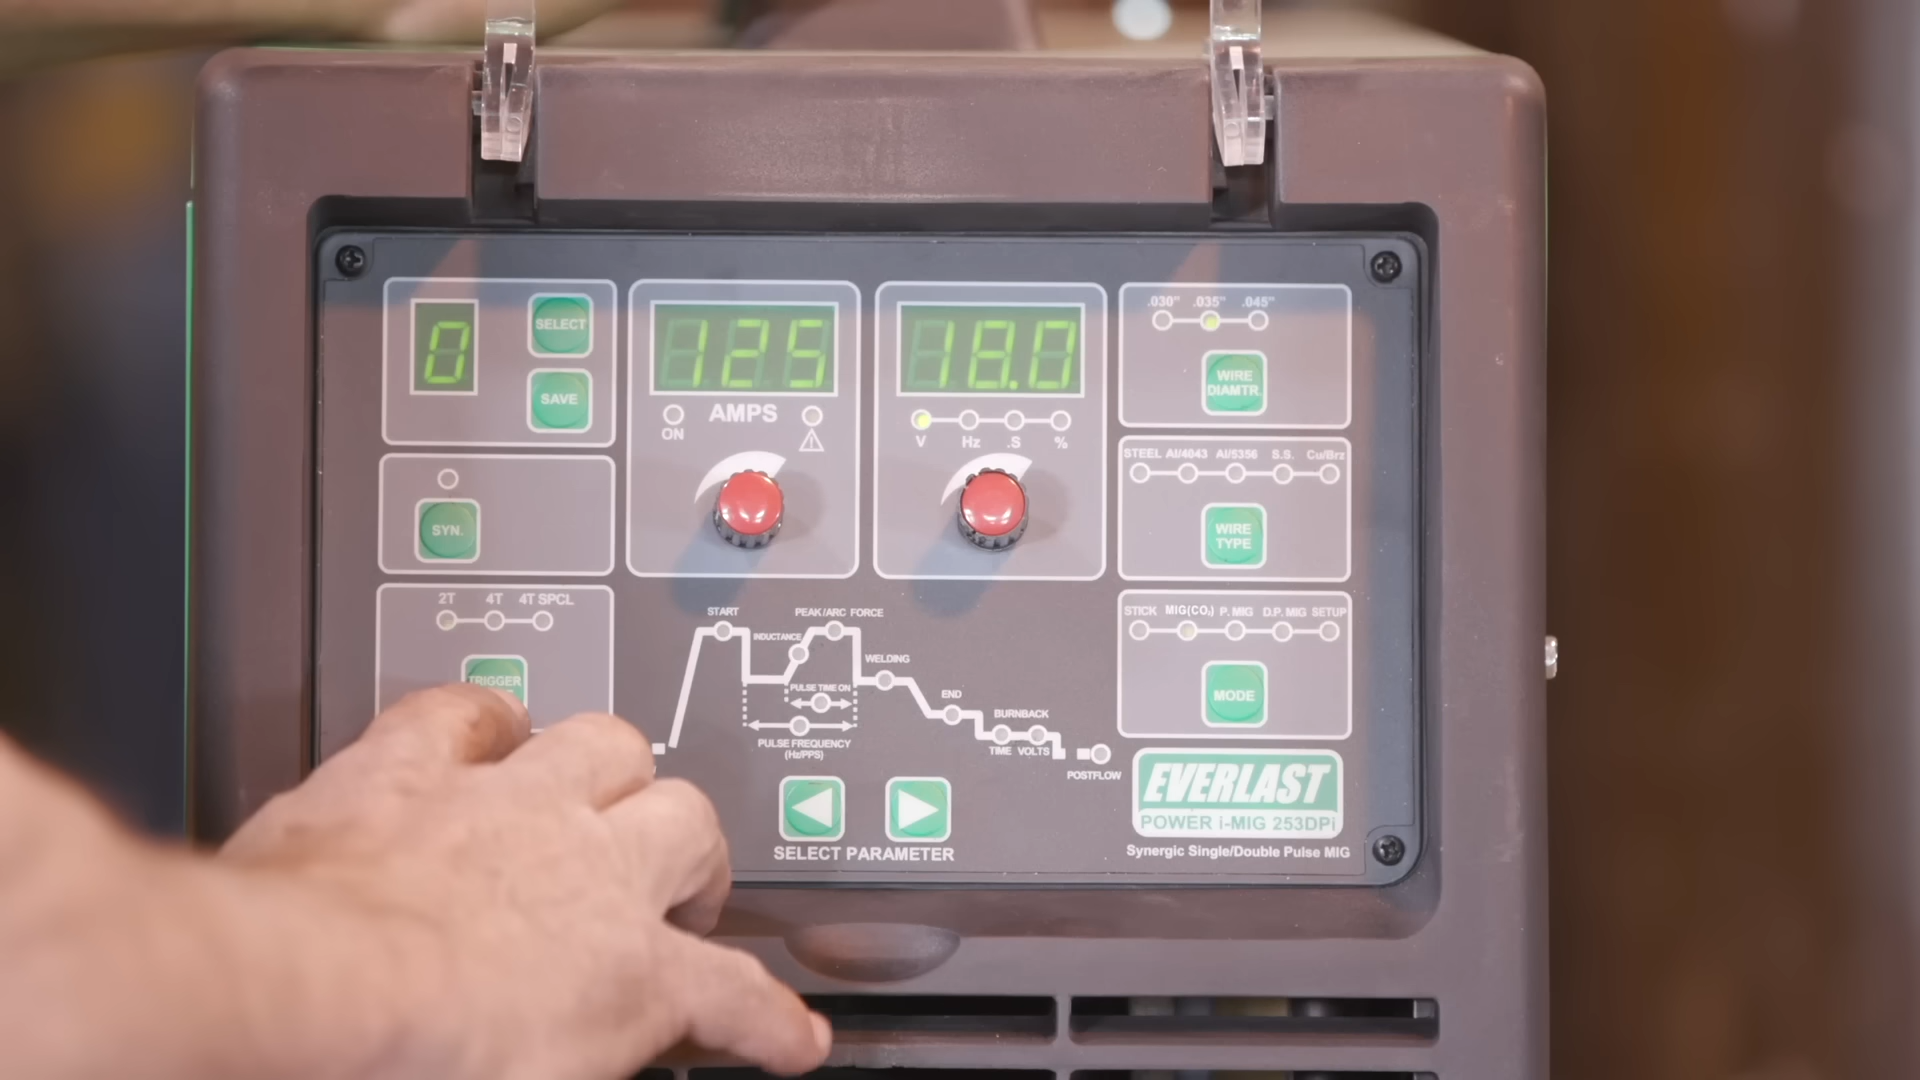 0
SELECT
SAVE
125
ON AMPS
18.0
V Hz .S %
.030" .035" .045"
WIRE
DIAMTR.
SYN.
STEEL Al/4043 Al/5356 S.S. Cu/Brz
WIRE
TYPE
2T 4T 4T SPCL
TRIGGER
START
PEAK/ARC FORCE
INDUCTANCE
WELDING
PULSE TIME ON
END
BURNBACK
TIME VOLTS
PULSE FREQUENCY
(Hz/PPS)
POSTFLOW
SELECT PARAMETER
STICK MIG(CO₂) P. MIG D.P. MIG SETUP
MODE
EVERLAST
POWER i-MIG 253DPi
Synergic Single/Double Pulse MIG